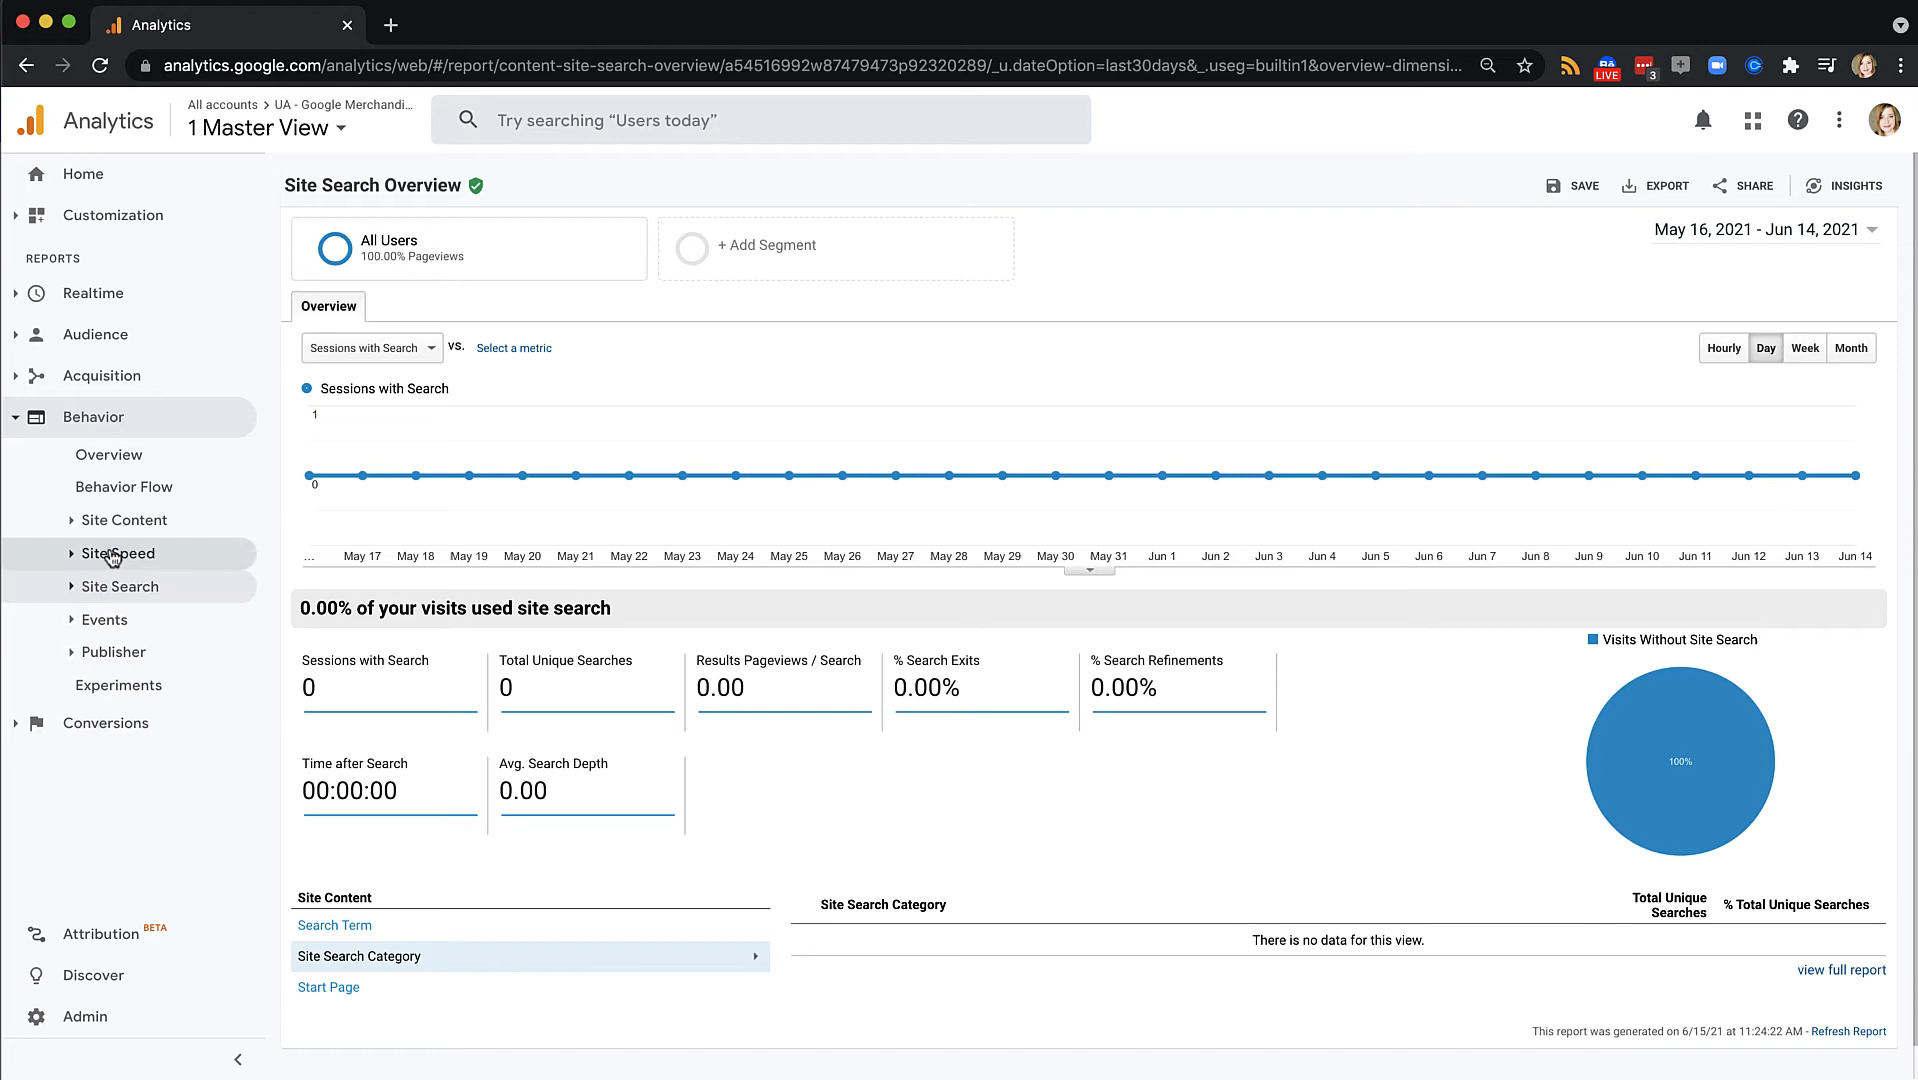 Analytics
analytics.google.com/analytics/web/#/report/content-site-search-overview/a54516992w87479473p92320289/_u.dateOption=last30days&_.useg=builtin1&overview-dimensi...
LIVE
3
Analytics
All accounts > UA - Google Merchandi...
1 Master View
Try searching “Users today”
Home
Customization
REPORTS
Realtime
Audience
Acquisition
Behavior
Overview
Behavior Flow
Site Content
Site Speed
Site Search
Events
Publisher
Experiments
Conversions
Attribution BETA
Discover
Admin
Site Search Overview
SAVE
EXPORT
SHARE
INSIGHTS
All Users
100.00% Pageviews
+ Add Segment
May 16, 2021 - Jun 14, 2021
Overview
Sessions with Search
VS.
Select a metric
Hourly Day Week Month
Sessions with Search
1
0
... May 17 May 18 May 19 May 20 May 21 May 22 May 23 May 24 May 25 May 26 May 27 May 28 May 29 May 30 May 31 Jun 1 Jun 2 Jun 3 Jun 4 Jun 5 Jun 6 Jun 7 Jun 8 Jun 9 Jun 10 Jun 11 Jun 12 Jun 13 Jun 14
0.00% of your visits used site search
Sessions with Search
0
Total Unique Searches
0
Results Pageviews / Search
0.00
% Search Exits
0.00%
% Search Refinements
0.00%
Time after Search
00:00:00
Avg. Search Depth
0.00
Visits Without Site Search
100%
Site Content
Search Term
Site Search Category
Start Page
Site Search Category
Total Unique
Searches
% Total Unique Searches
There is no data for this view.
view full report
This report was generated on 6/15/21 at 11:24:22 AM - Refresh Report